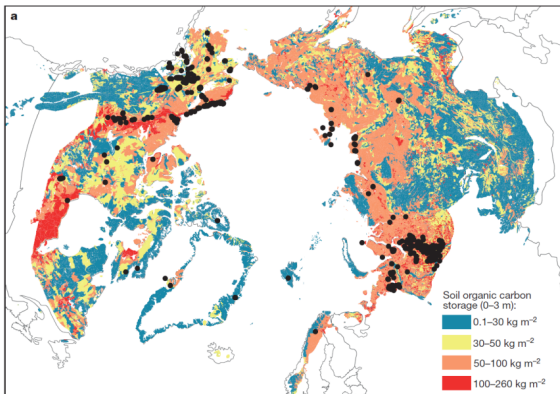 a
Soil organic carbon
storage (0–3 m):
0.1–30 kg m⁻²
30–50 kg m⁻²
50–100 kg m⁻²
100–260 kg m⁻²